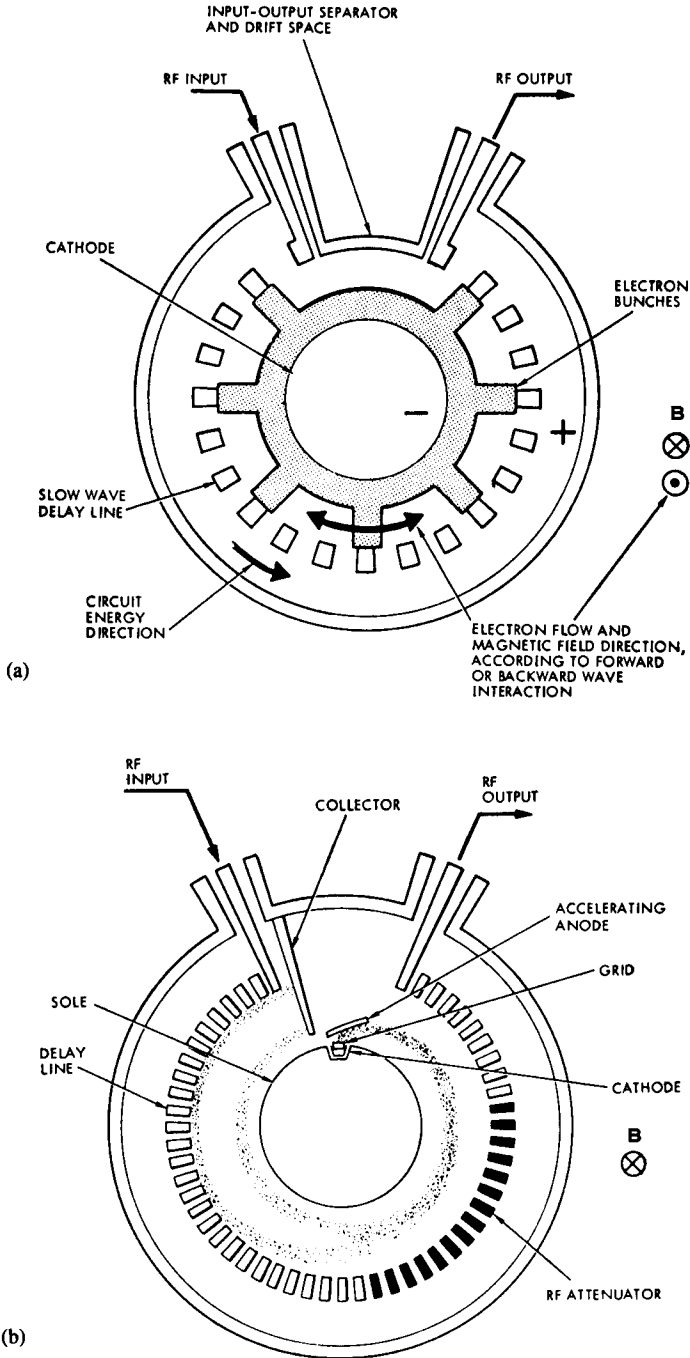 INPUT-OUTPUT SEPARATOR
AND DRIFT SPACE
RF INPUT
RF OUTPUT
CATHODE
ELECTRON
BUNCHES
−
+
B
SLOW WAVE
DELAY LINE
CIRCUIT
ENERGY
DIRECTION
ELECTRON FLOW AND
MAGNETIC FIELD DIRECTION,
ACCORDING TO FORWARD
OR BACKWARD WAVE
INTERACTION
(a)
RF
INPUT
COLLECTOR
RF
OUTPUT
ACCELERATING
ANODE
GRID
SOLE
DELAY
LINE
CATHODE
B
RF ATTENUATOR
(b)